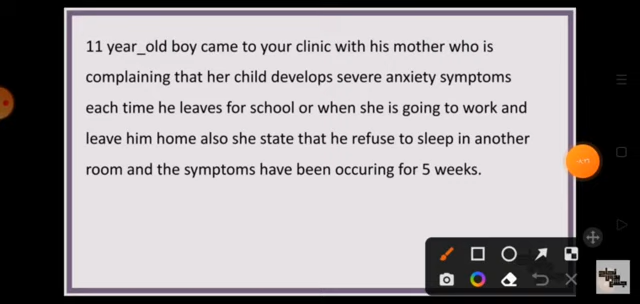 11 year_old boy came to your clinic with his mother who is
complaining that her child develops severe anxiety symptoms
each time he leaves for school or when she is going to work and
leave him home also she state that he refuse to sleep in another
room and the symptoms have been occuring for 5 weeks.